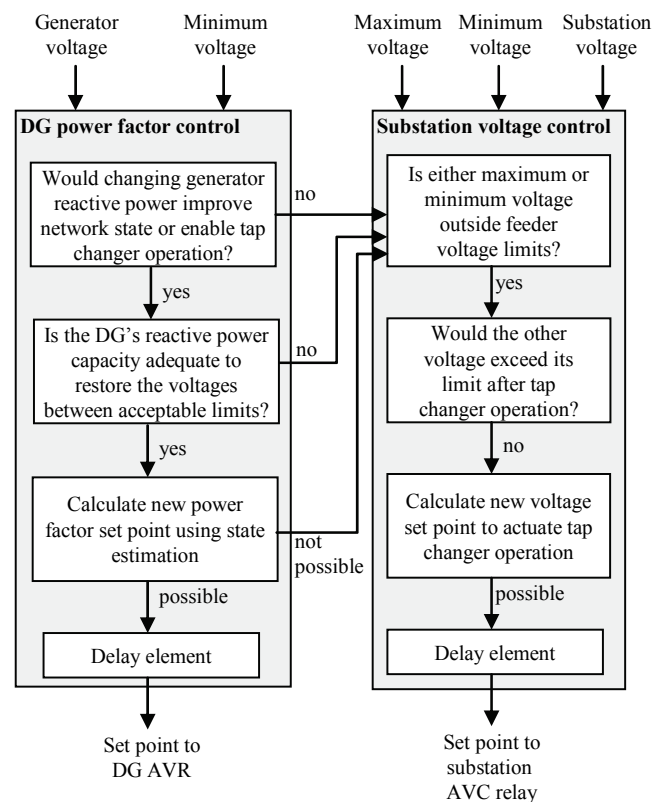 Generator
voltage
Minimum
voltage
Maximum
voltage
Minimum
voltage
Substation
voltage
DG power factor control
Would changing generator
reactive power improve
network state or enable tap
changer operation?
no
yes
Is the DG's reactive power
capacity adequate to
restore the voltages
between acceptable limits?
no
yes
Calculate new power
factor set point using state
estimation
not
possible
possible
Delay element
Set point to
DG AVR
Substation voltage control
Is either maximum or
minimum voltage
outside feeder
voltage limits?
yes
Would the other
voltage exceed its
limit after tap
changer operation?
no
Calculate new voltage
set point to actuate tap
changer operation
possible
Delay element
Set point to
substation
AVC relay